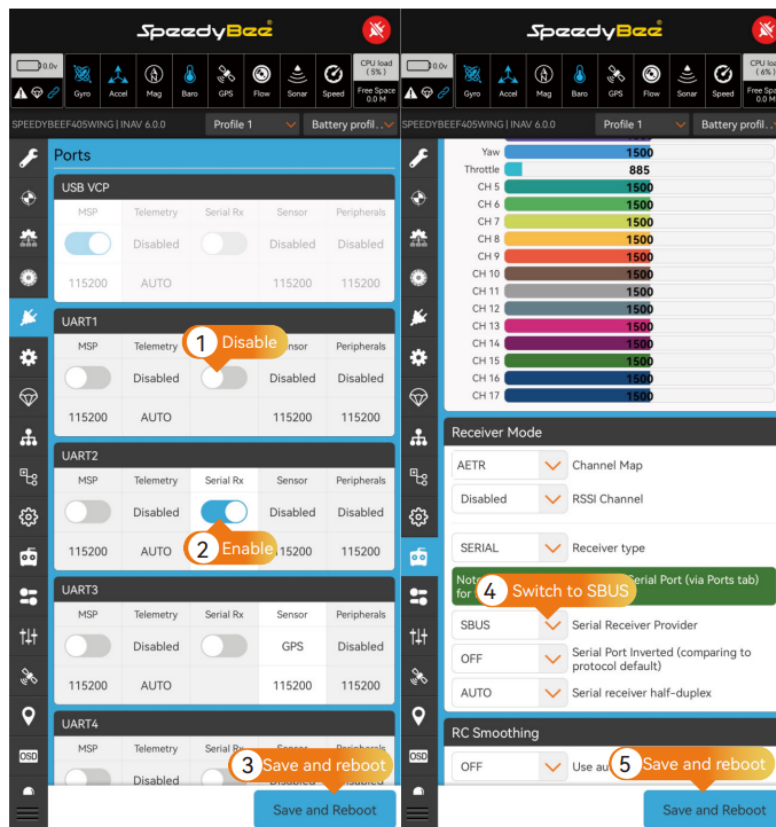 SpeedyBee
0.0v
Gyro Accel Mag Baro GPS Flow Sonar Speed
CPU load
(5%)
Free Space
0.0 M
SPEEDYBEEF405WING | INAV 6.0.0 Profile 1 Battery profil...
Ports
USB VCP
MSP Telemetry Serial Rx Sensor Peripherals
Disabled Disabled Disabled
115200 AUTO 115200 115200
UART1
MSP Telemetry Peripherals
1 Disable
Disabled Disabled Disabled
115200 AUTO 115200 115200
UART2
MSP Telemetry Serial Rx Sensor Peripherals
Disabled Disabled Disabled
115200 AUTO 115200 115200
2 Enable
UART3
MSP Telemetry Serial Rx Sensor Peripherals
Disabled GPS Disabled
115200 AUTO 115200 115200
UART4
MSP Telemetry Serial Rx
3 Save and reboot
Disabled
OSD
Save and Reboot
SpeedyBee
0.0v
Gyro Accel Mag Baro GPS Flow Sonar Speed
CPU
(6%)
Free Space
0.0 M
SPEEDYBEEF405WING | INAV 6.0.0 Profile 1 Battery profil...
Yaw 1500
Throttle 885
CH 5 1500
CH 6 1500
CH 7 1500
CH 8 1500
CH 9 1500
CH 10 1500
CH 11 1500
CH 12 1500
CH 13 1500
CH 14 1500
CH 15 1500
CH 16 1500
CH 17 1500
Receiver Mode
AETR Channel Map
Disabled RSSI Channel
SERIAL Receiver type
Serial Port (via Ports tab)
for
4 Switch to SBUS
SBUS Serial Receiver Provider
OFF Serial Port Inverted (comparing to
protocol default)
AUTO Serial receiver half-duplex
RC Smoothing
OFF Use
5 Save and reboot
OSD
Save and Reboot